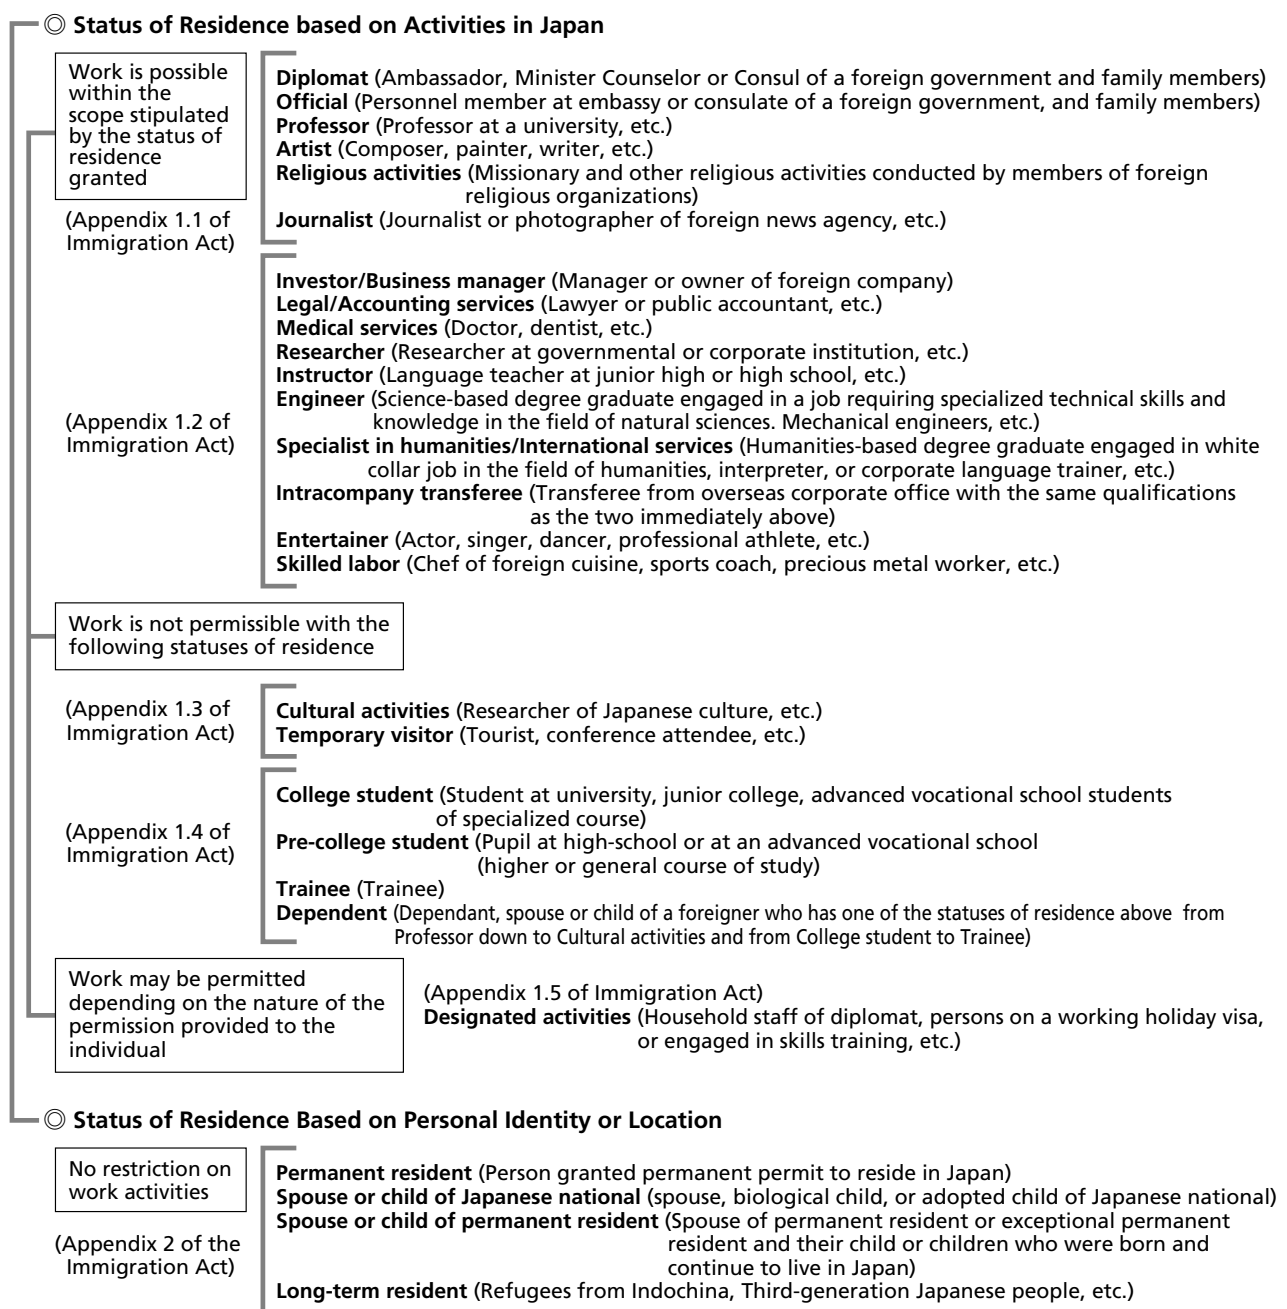 ◎ Status of Residence based on Activities in Japan
Work is possible
within the
scope stipulated
by the status of
residence
granted
(Appendix 1.1 of
Immigration Act)
Diplomat (Ambassador, Minister Counselor or Consul of a foreign government and family members)
Official (Personnel member at embassy or consulate of a foreign government, and family members)
Professor (Professor at a university, etc.)
Artist (Composer, painter, writer, etc.)
Religious activities (Missionary and other religious activities conducted by members of foreign
religious organizations)
Journalist (Journalist or photographer of foreign news agency, etc.)
(Appendix 1.2 of
Immigration Act)
Investor/Business manager (Manager or owner of foreign company)
Legal/Accounting services (Lawyer or public accountant, etc.)
Medical services (Doctor, dentist, etc.)
Researcher (Researcher at governmental or corporate institution, etc.)
Instructor (Language teacher at junior high or high school, etc.)
Engineer (Science-based degree graduate engaged in a job requiring specialized technical skills and
knowledge in the field of natural sciences. Mechanical engineers, etc.)
Specialist in humanities/International services (Humanities-based degree graduate engaged in white
collar job in the field of humanities, interpreter, or corporate language trainer, etc.)
Intracompany transferee (Transferee from overseas corporate office with the same qualifications
as the two immediately above)
Entertainer (Actor, singer, dancer, professional athlete, etc.)
Skilled labor (Chef of foreign cuisine, sports coach, precious metal worker, etc.)
Work is not permissible with the
following statuses of residence
(Appendix 1.3 of
Immigration Act)
Cultural activities (Researcher of Japanese culture, etc.)
Temporary visitor (Tourist, conference attendee, etc.)
(Appendix 1.4 of
Immigration Act)
College student (Student at university, junior college, advanced vocational school students
of specialized course)
Pre-college student (Pupil at high-school or at an advanced vocational school
(higher or general course of study)
Trainee (Trainee)
Dependent (Dependant, spouse or child of a foreigner who has one of the statuses of residence above from
Professor down to Cultural activities and from College student to Trainee)
Work may be permitted
depending on the nature of the
permission provided to the
individual
(Appendix 1.5 of Immigration Act)
Designated activities (Household staff of diplomat, persons on a working holiday visa,
or engaged in skills training, etc.)
◎ Status of Residence Based on Personal Identity or Location
No restriction on
work activities
(Appendix 2 of the
Immigration Act)
Permanent resident (Person granted permanent permit to reside in Japan)
Spouse or child of Japanese national (spouse, biological child, or adopted child of Japanese national)
Spouse or child of permanent resident (Spouse of permanent resident or exceptional permanent
resident and their child or children who were born and
continue to live in Japan)
Long-term resident (Refugees from Indochina, Third-generation Japanese people, etc.)